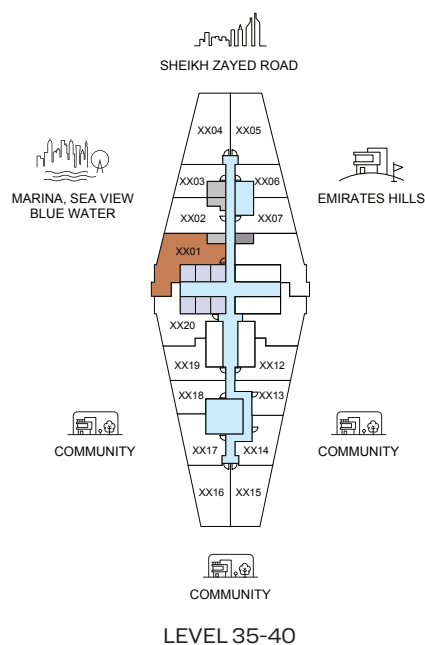 SHEIKH ZAYED ROAD
XX04
XX05
XX03
XX06
MARINA, SEA VIEW
BLUE WATER
EMIRATES HILLS
XX02
XX07
XX01
XX20
XX19
XX12
XX18
XX13
COMMUNITY
COMMUNITY
XX17
XX14
XX16
XX15
COMMUNITY
LEVEL 35-40